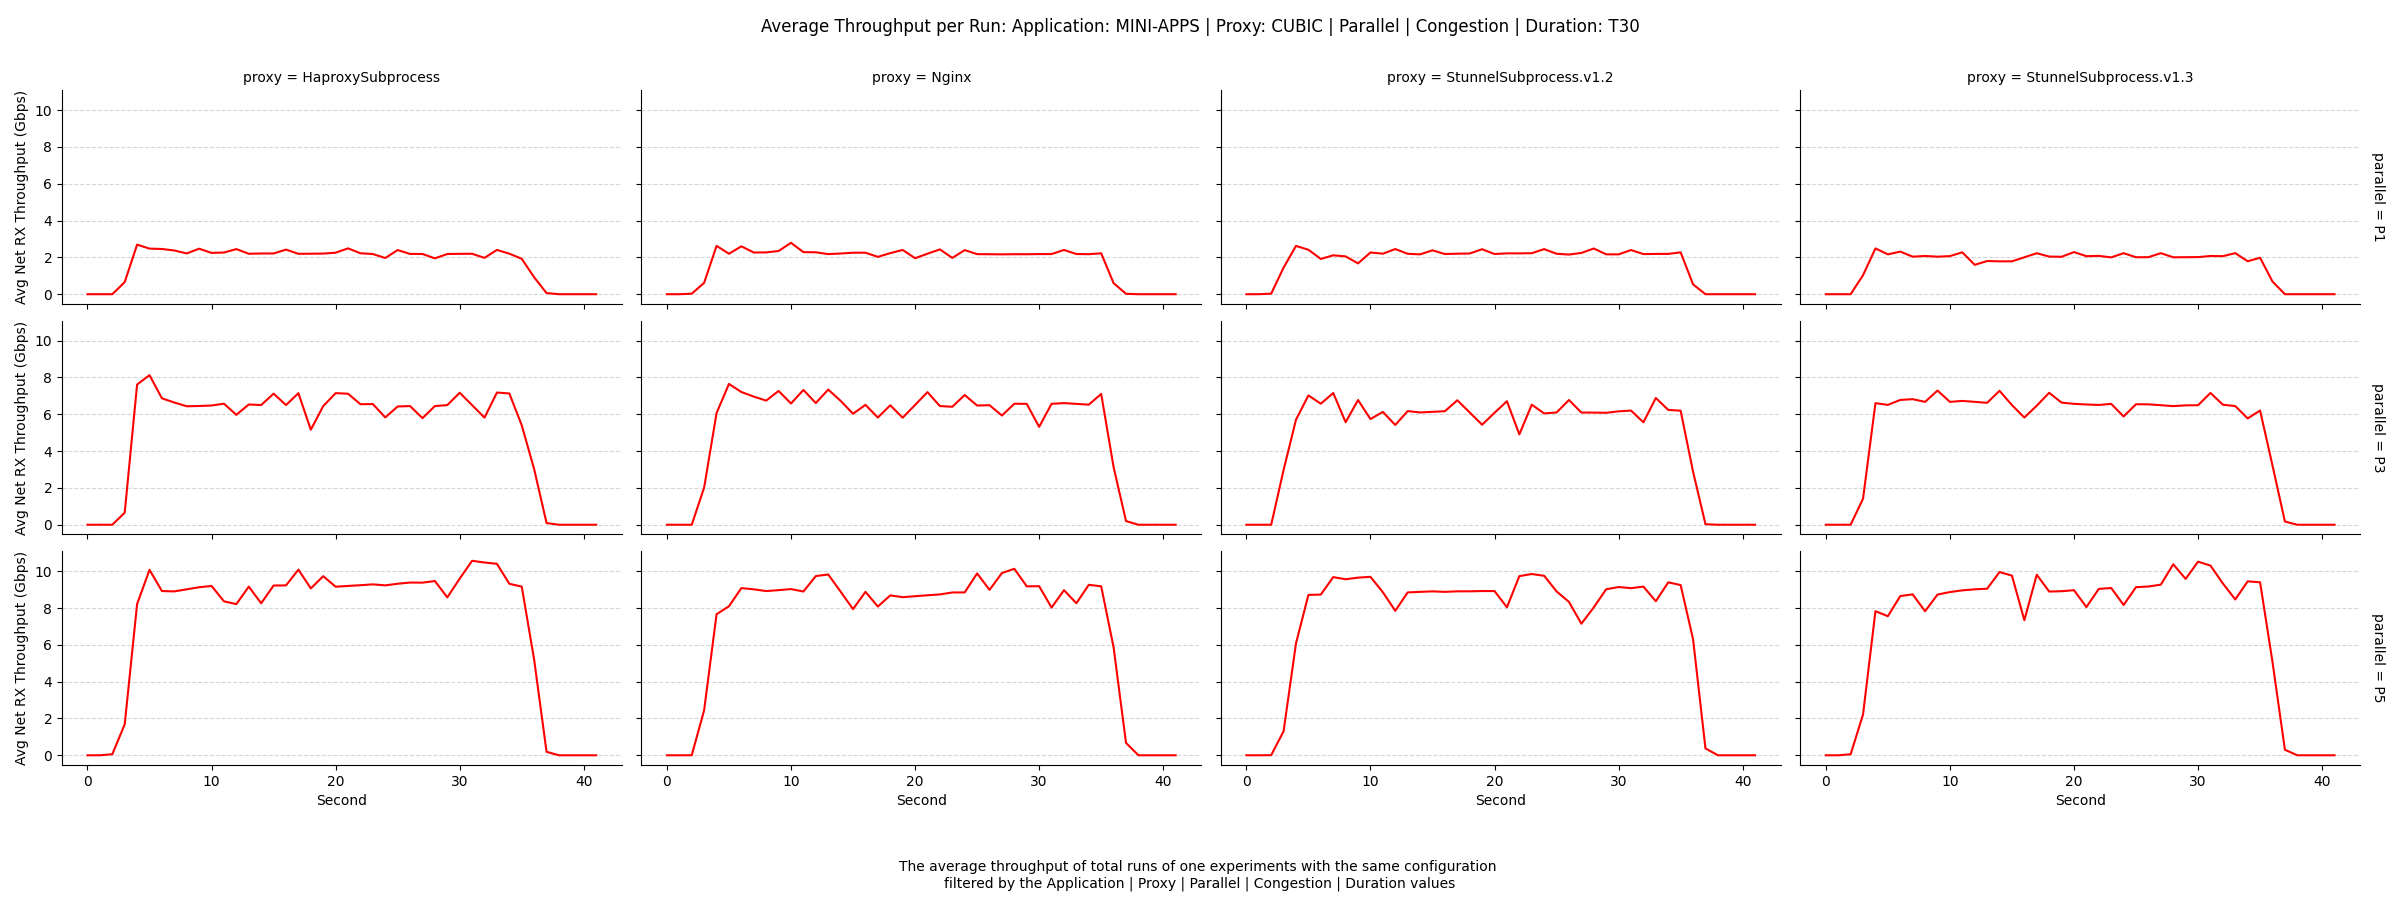 Average Throughput per Run: Application: MINI-APPS | Proxy: CUBIC | Parallel | Congestion | Duration: T30
proxy = HaproxySubprocess
proxy = Nginx
proxy = StunnelSubprocess.v1.2
proxy = StunnelSubprocess.v1.3
Avg Net RX Throughput (Gbps)
10
8
6
4
2
0
parallel = P1
Avg Net RX Throughput (Gbps)
10
8
6
4
2
0
parallel = P3
Avg Net RX Throughput (Gbps)
10
8
6
4
2
0
parallel = P5
0 10 20 30 40
0 10 20 30 40
0 10 20 30 40
0 10 20 30 40
Second
Second
Second
Second
The average throughput of total runs of one experiments with the same configuration
filtered by the Application | Proxy | Parallel | Congestion | Duration values